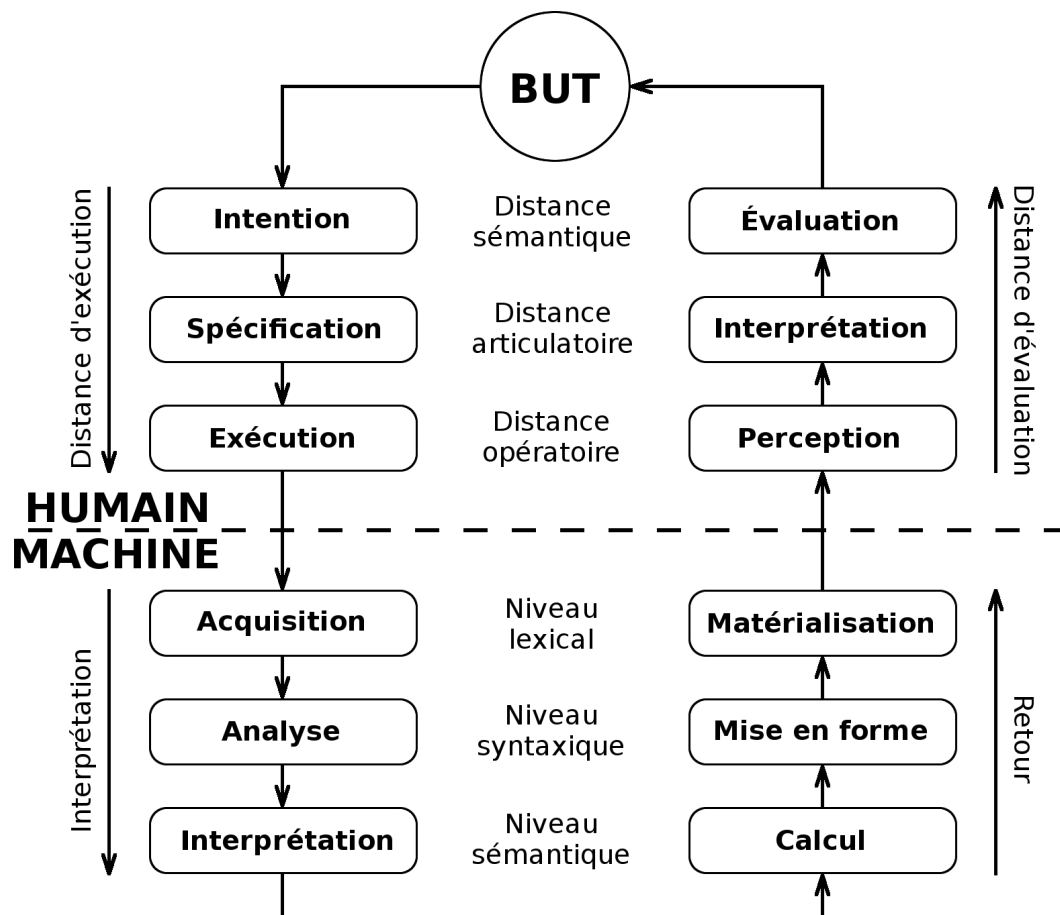 BUT
Distance d'exécution
Intention
Distance
sémantique
Évaluation
Distance d'évaluation
Spécification
Distance
articulatoire
Interprétation
Exécution
Distance
opératoire
Perception
HUMAIN
MACHINE
Interprétation
Acquisition
Niveau
lexical
Matérialisation
Retour
Analyse
Niveau
syntaxique
Mise en forme
Interprétation
Niveau
sémantique
Calcul